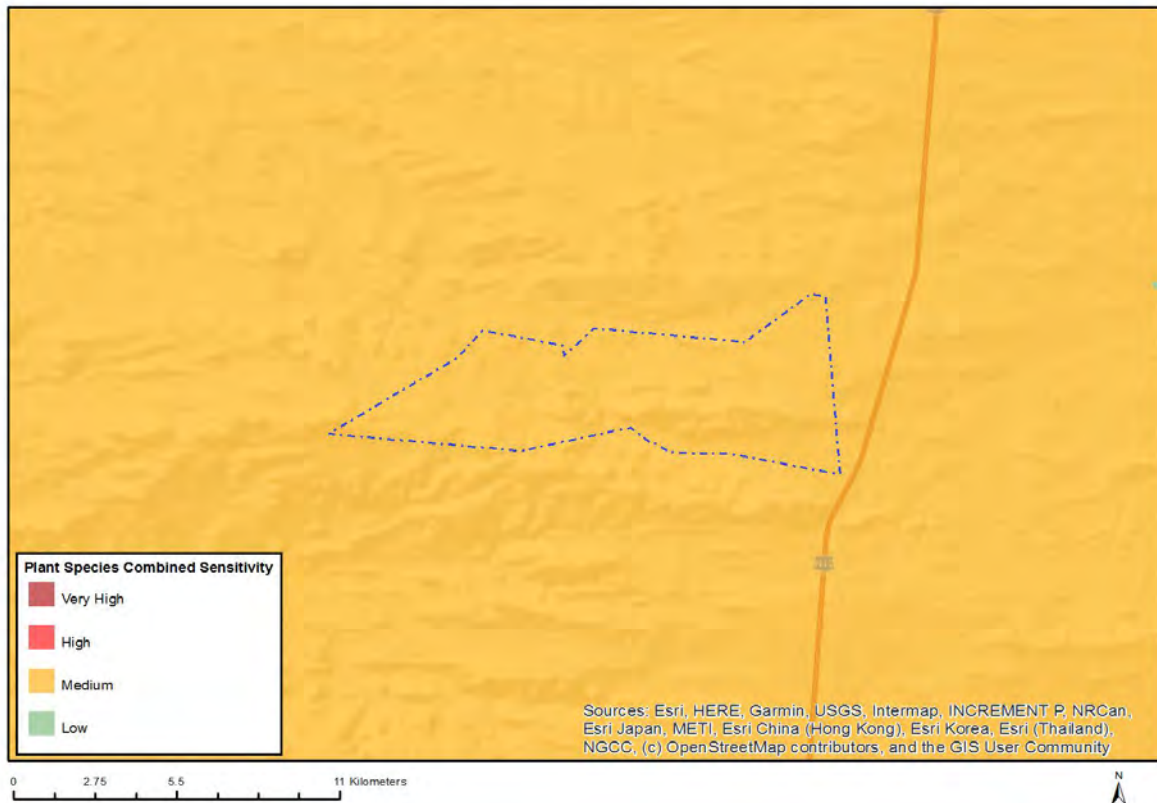 Plant Species Combined Sensitivity
Very High
High
Medium
Low
Sources: Esri, HERE, Garmin, USGS, Intermap, INCREMENT P, NRCan,
Esri Japan, METI, Esri China (Hong Kong), Esri Korea, Esri (Thailand),
NGCC, (c) OpenStreetMap contributors, and the GIS User Community
0 2.75 5.5 11 Kilometers
N